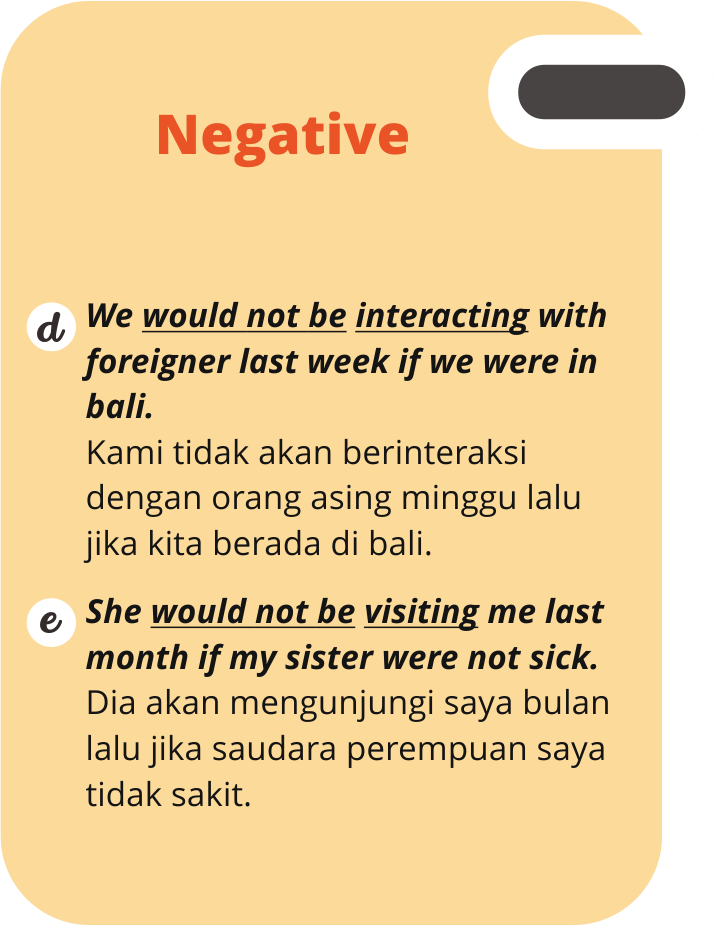 Negative
d We would not be interacting with
foreigner last week if we were in
bali.
Kami tidak akan berinteraksi
dengan orang asing minggu lalu
jika kita berada di bali.
e She would not be visiting me last
month if my sister were not sick.
Dia akan mengunjungi saya bulan
lalu jika saudara perempuan saya
tidak sakit.